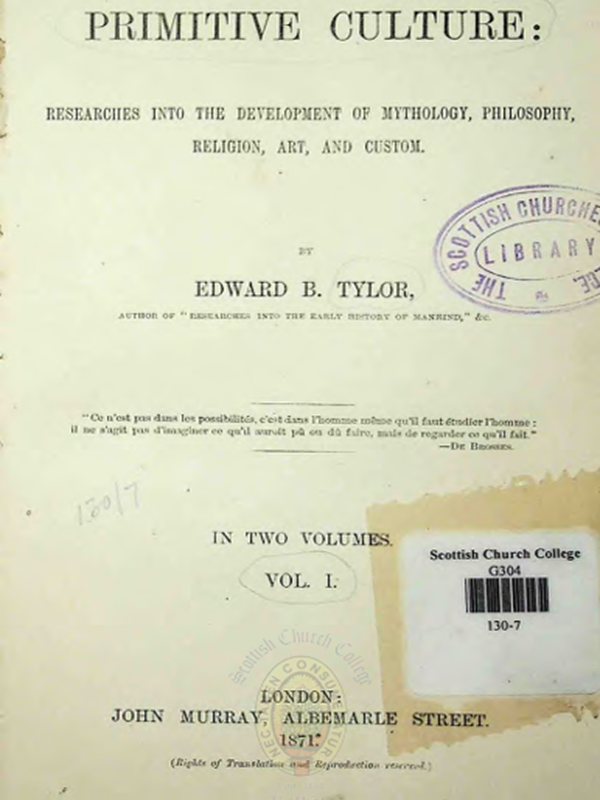 PRIMITIVE CULTURE:
RESEARCHES INTO THE DEVELOPMENT OF MYTHOLOGY, PHILOSOPHY,
RELIGION, ART, AND CUSTOM.
BY
EDWARD B. TYLOR,
AUTHOR OF "RESEARCHES INTO THE EARLY HISTORY OF MANKIND," &c.
THE SCOTTISH CHURCHES
LIBRARY
"Ce n'est pas dans les possibilités, c'est dans l'homme même qu'il faut étudier l'homme:
il ne s'agit pas d'imaginer ce qu'il auroit pû ou dû faire, mais de regarder ce qu'il fait."
—DE BROSSES.
130/7
IN TWO VOLUMES.
VOL. I.
Scottish Church College
G304
130-7
Scottish Church College
NEC TAMEN CONSUMEBATUR
LONDON:
JOHN MURRAY, ALBEMARLE STREET.
1871.
(Rights of Translation and Reproduction reserved.)